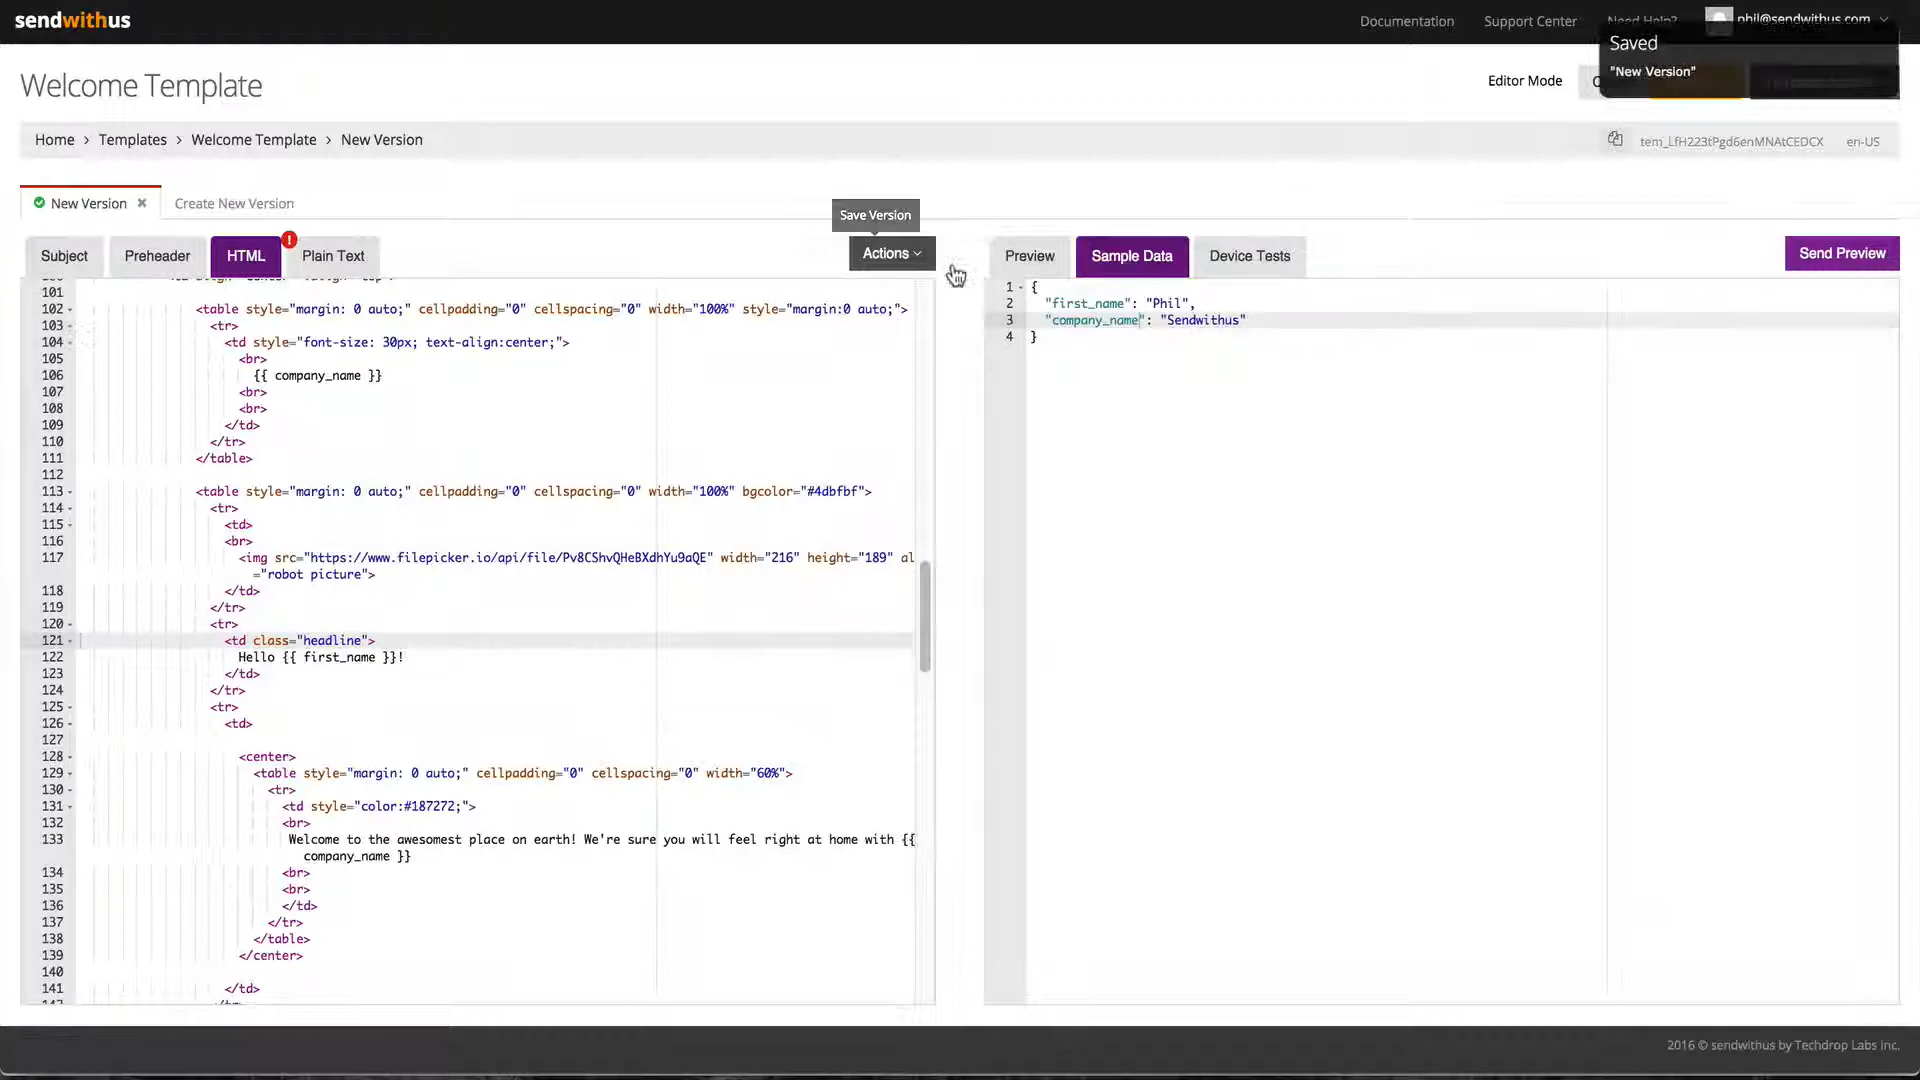 sendwithus
Documentation
Support Center
Need Help?
phil@sendwithus.com
Saved
"New Version"
Welcome Template
Editor Mode
Home > Templates > Welcome Template > New Version
tem_LfH223tPgd6enMNAtCEDCX
en-US
New Version
Create New Version
Save Version
Subject
Preheader
HTML
!
Plain Text
Actions
Preview
Sample Data
Device Tests
Send Preview
101
102 <table style="margin: 0 auto;" cellpadding="0" cellspacing="0" width="100%" style="margin:0 auto;">
103 <tr>
104 <td style="font-size: 30px; text-align:center;">
105 <br>
106 {{ company_name }}
107 <br>
108 <br>
109 </td>
110 </tr>
111 </table>
112
113 <table style="margin: 0 auto;" cellpadding="0" cellspacing="0" width="100%" bgcolor="#4dbfbf">
114 <tr>
115 <td>
116 <br>
117 <img src="https://www.filepicker.io/api/file/Pv8CShvQHeBXdhYu9aQE" width="216" height="189" al
="robot picture">
118 </td>
119 </tr>
120 <tr>
121 <td class="headline">
122 Hello {{ first_name }}!
123 </td>
124 </tr>
125 <tr>
126 <td>
127
128 <center>
129 <table style="margin: 0 auto;" cellpadding="0" cellspacing="0" width="60%">
130 <tr>
131 <td style="color:#187272;">
132 <br>
133 Welcome to the awesomest place on earth! We're sure you will feel right at home with {{
company_name }}
134 <br>
135 <br>
136 </td>
137 </tr>
138 </table>
139 </center>
140
141 </td>
1 {
2 "first_name": "Phil",
3 "company_name": "Sendwithus"
4 }
2016 © sendwithus by Techdrop Labs Inc.